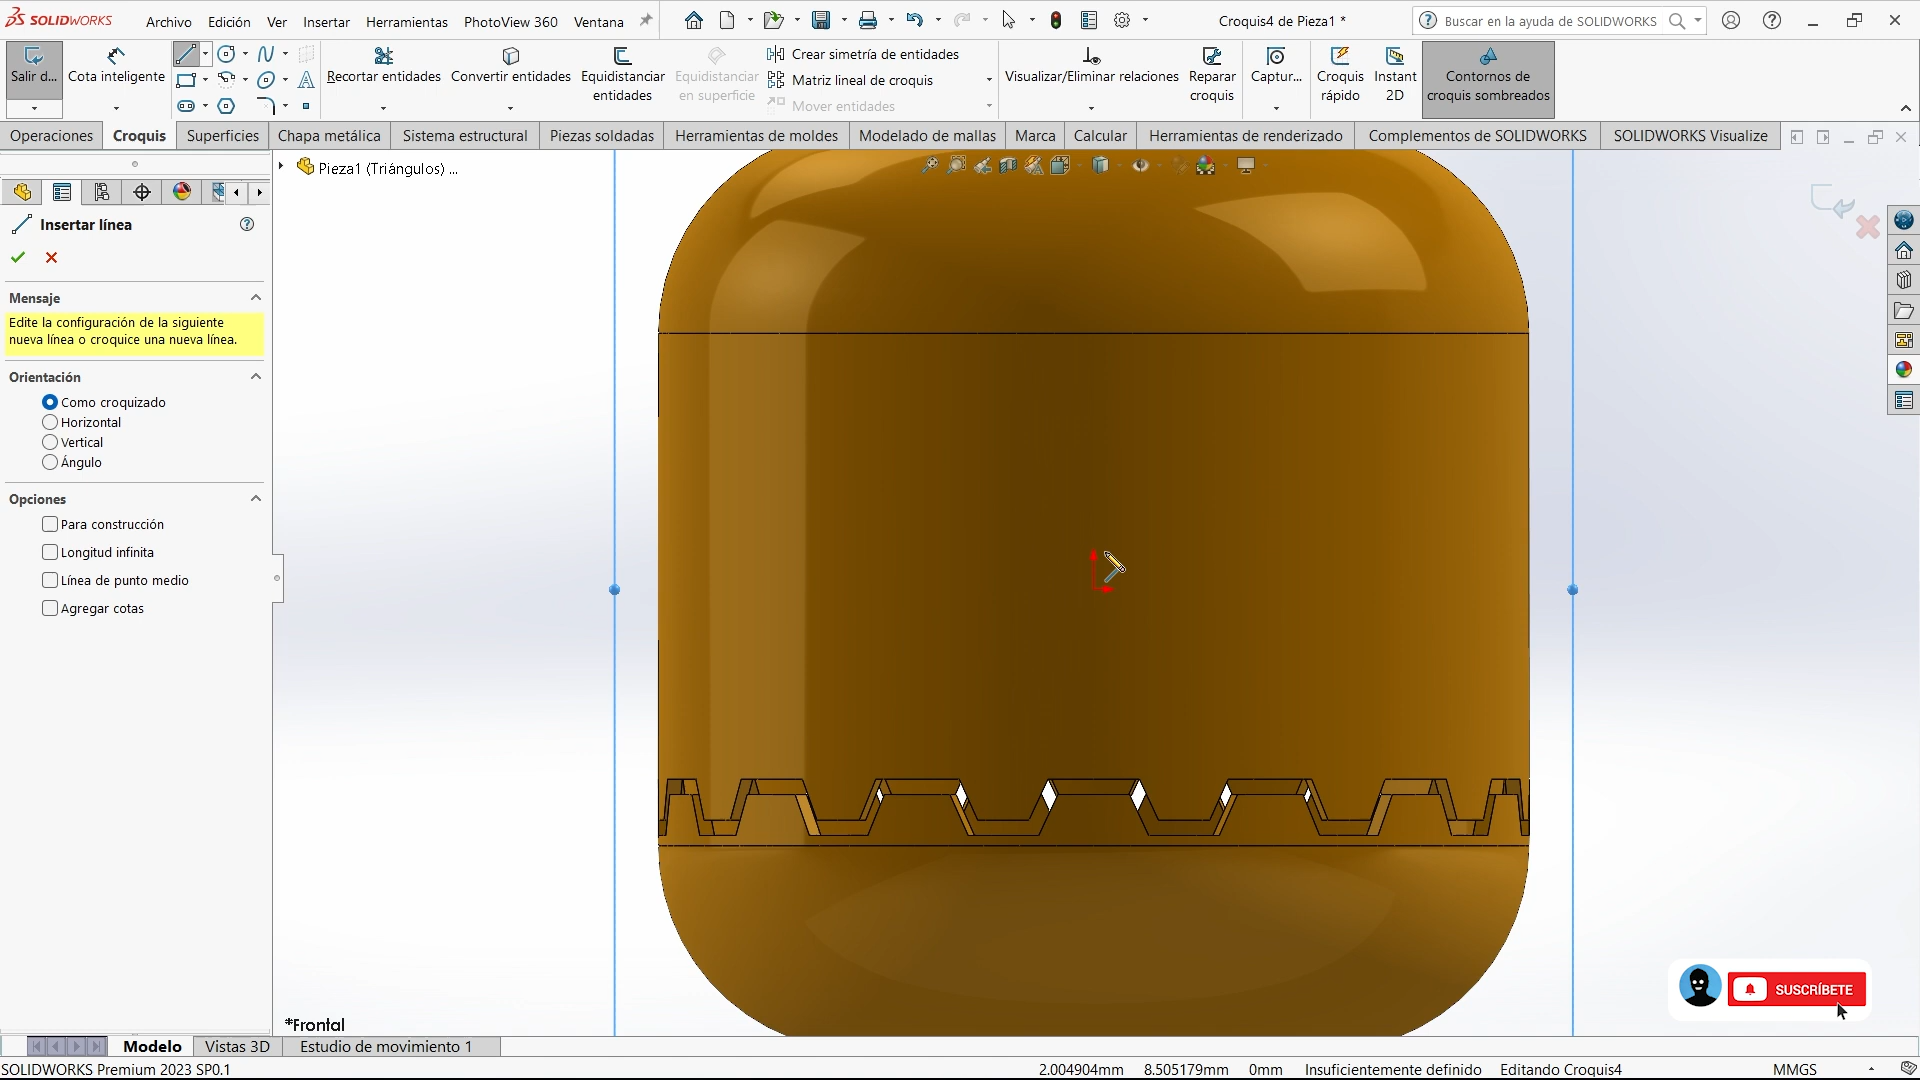 SOLIDWORKS
Archivo Edición Ver Insertar Herramientas PhotoView 360 Ventana
Croquis4 de Pieza1 *
Buscar en la ayuda de SOLIDWORKS
Salir d...
Cota inteligente
Recortar entidades
Convertir entidades
Equidistanciar
entidades
Equidistanciar
en superficie
Crear simetría de entidades
Matriz lineal de croquis
Mover entidades
Visualizar/Eliminar relaciones
Reparar
croquis
Captur...
Croquis
rápido
Instant
2D
Contornos de
croquis sombreados
Operaciones Croquis Superficies Chapa metálica Sistema estructural Piezas soldadas Herramientas de moldes Modelado de mallas Marca Calcular Herramientas de renderizado Complementos de SOLIDWORKS SOLIDWORKS Visualize
Pieza1 (Triángulos) ...
Insertar línea
Mensaje
Edite la configuración de la siguiente
nueva línea o croquice una nueva línea.
Orientación
Como croquizado
Horizontal
Vertical
Ángulo
Opciones
Para construcción
Longitud infinita
Línea de punto medio
Agregar cotas
SUSCRÍBETE
*Frontal
Modelo Vistas 3D Estudio de movimiento 1
SOLIDWORKS Premium 2023 SP0.1
2.004904mm 8.505179mm 0mm Insuficientemente definido Editando Croquis4 MMGS